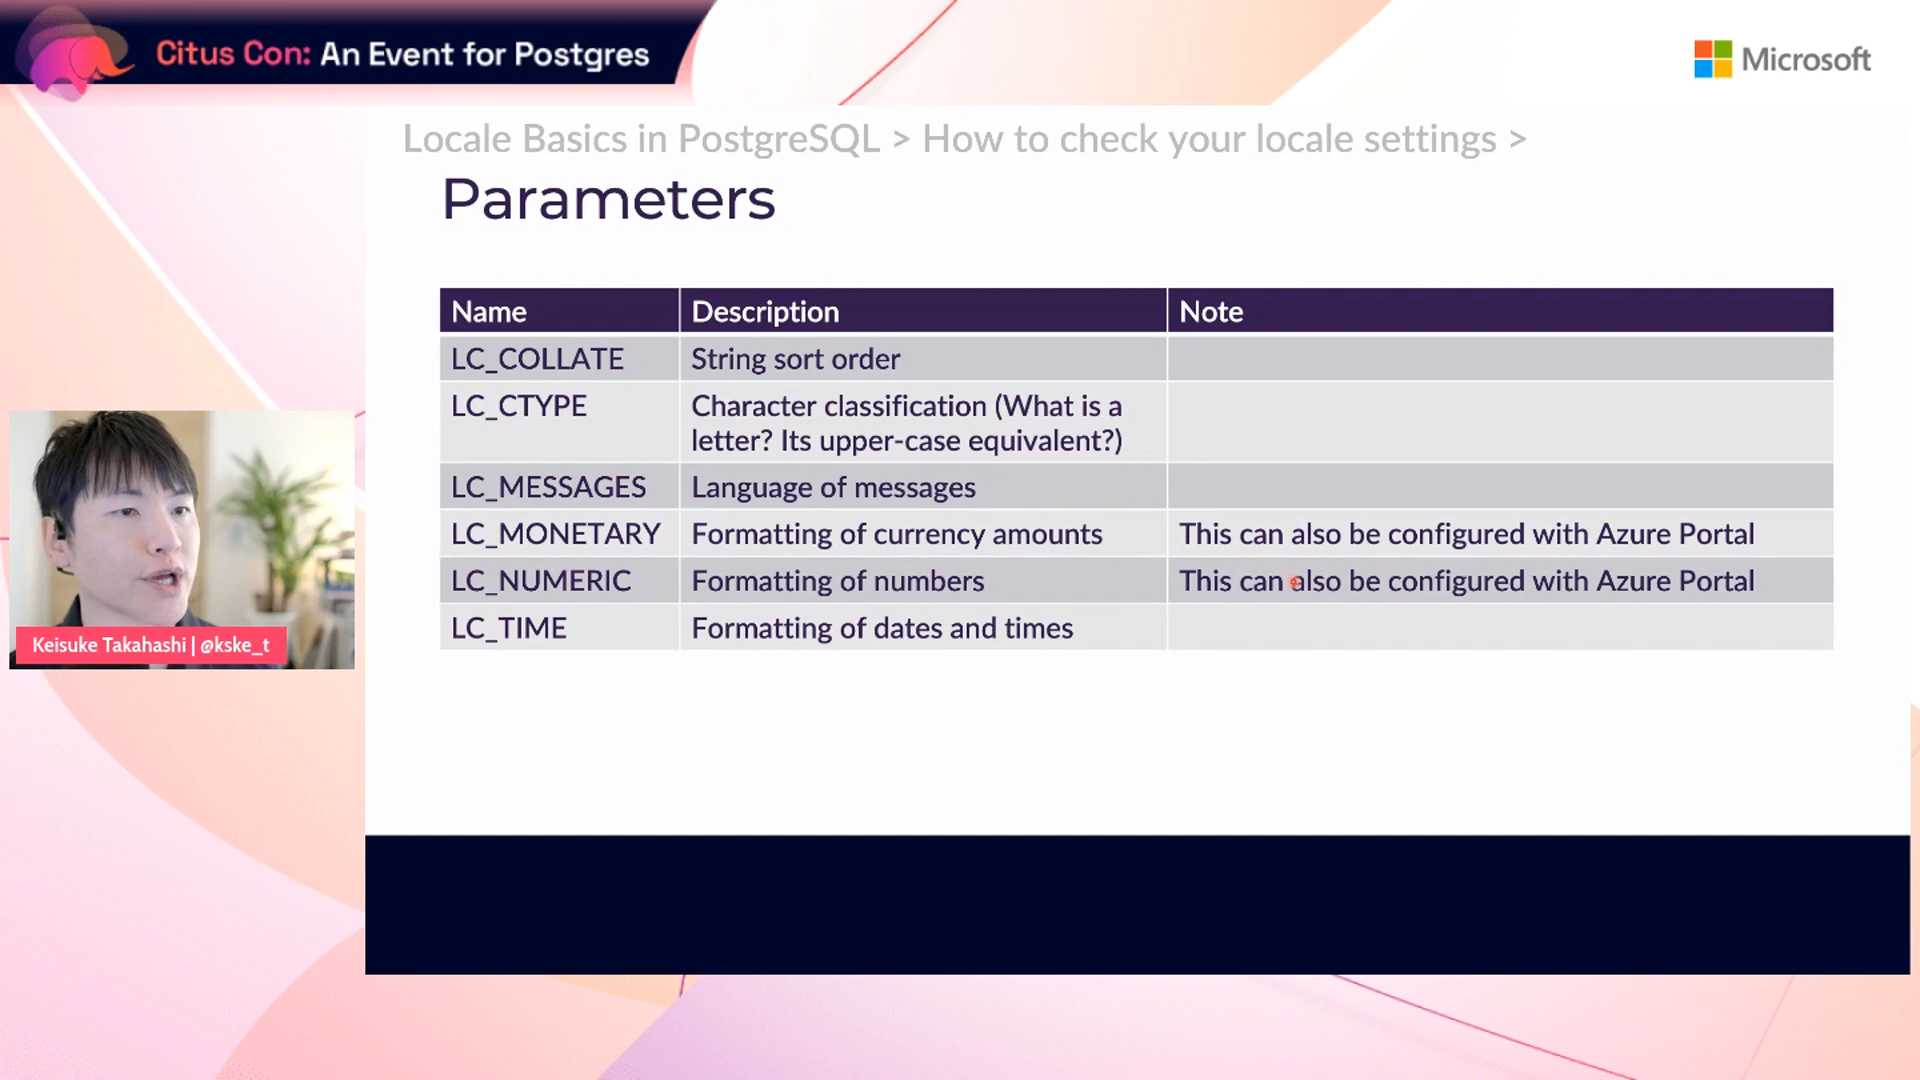 Citus Con: An Event for Postgres
Microsoft
Locale Basics in PostgreSQL > How to check your locale settings >
Parameters
Name Description Note
LC_COLLATE String sort order
LC_CTYPE Character classification (What is a
letter? Its upper-case equivalent?)
LC_MESSAGES Language of messages
LC_MONETARY Formatting of currency amounts This can also be configured with Azure Portal
LC_NUMERIC Formatting of numbers This can also be configured with Azure Portal
LC_TIME Formatting of dates and times
Keisuke Takahashi | @kske_t